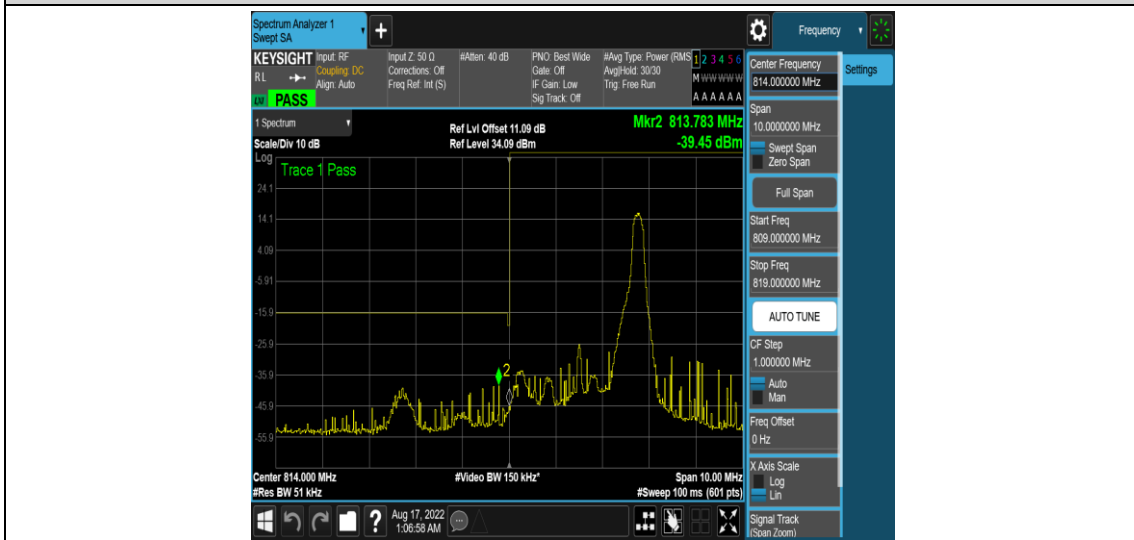 Spectrum Analyzer 1
Swept SA
+
Frequency
KEYSIGHT
R L
LXI
PASS
Input: RF
Coupling: DC
Align: Auto
Input Z: 50 Ω
Corrections: Off
Freq Ref: Int (S)
#Atten: 40 dB
PNO: Best Wide
Gate: Off
IF Gain: Low
Sig Track: Off
#Avg Type: Power (RMS
Avg|Hold: 30/30
Trig: Free Run
1 2 3 4 5 6
M W W W W W
A A A A A A
Center Frequency
814.000000 MHz
Settings
Span
10.0000000 MHz
Swept Span
Zero Span
Full Span
Start Freq
809.000000 MHz
Stop Freq
819.000000 MHz
AUTO TUNE
CF Step
1.000000 MHz
Auto
Man
Freq Offset
0 Hz
X Axis Scale
Log
Lin
Signal Track
(Span Zoom)
1 Spectrum
Scale/Div 10 dB
Ref Lvl Offset 11.09 dB
Ref Level 34.09 dBm
Mkr2 813.783 MHz
-39.45 dBm
Log
Trace 1 Pass
24.1
14.1
4.09
-5.91
-15.9
-25.9
-35.9
-45.9
-55.9
2
Center 814.000 MHz
#Res BW 51 kHz
#Video BW 150 kHz*
Span 10.00 MHz
#Sweep 100 ms (601 pts)
?
Aug 17, 2022
1:06:58 AM